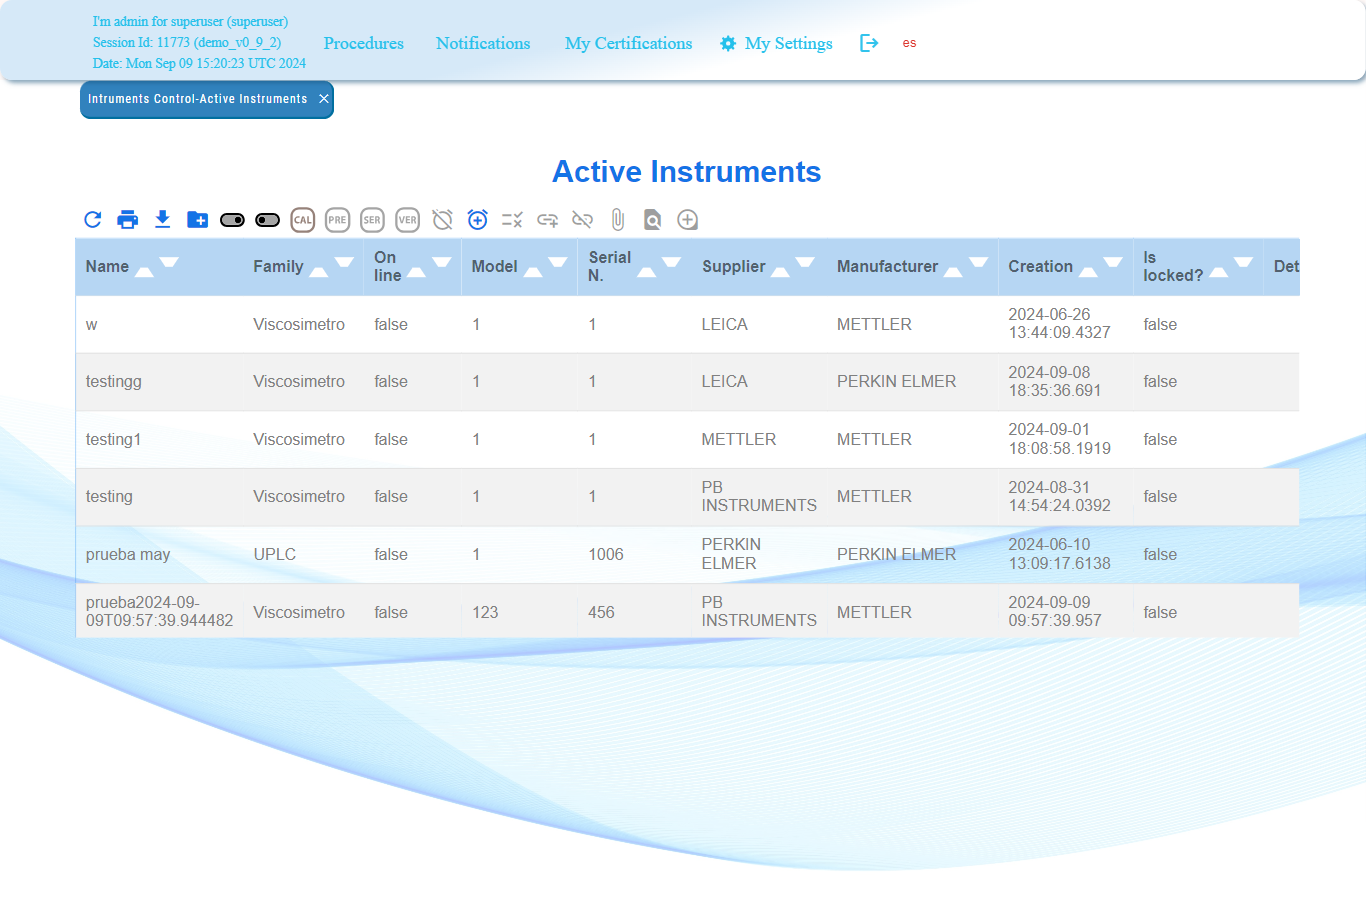 I'm admin for superuser (superuser)
Session Id: 11773 (demo_v0_9_2)
Date: Mon Sep 09 15:20:23 UTC 2024
Procedures Notifications My Certifications My Settings es
Intruments Control-Active Instruments
Active Instruments
CAL PRE SER VER
Name Family On line Model Serial N. Supplier Manufacturer Creation Is locked? Det
w Viscosimetro false 1 1 LEICA METTLER 2024-06-26 13:44:09.4327 false
testingg Viscosimetro false 1 1 LEICA PERKIN ELMER 2024-09-08 18:35:36.691 false
testing1 Viscosimetro false 1 1 METTLER METTLER 2024-09-01 18:08:58.1919 false
testing Viscosimetro false 1 1 PB INSTRUMENTS METTLER 2024-08-31 14:54:24.0392 false
prueba may UPLC false 1 1006 PERKIN ELMER PERKIN ELMER 2024-06-10 13:09:17.6138 false
prueba2024-09-09T09:57:39.944482 Viscosimetro false 123 456 PB INSTRUMENTS METTLER 2024-09-09 09:57:39.957 false